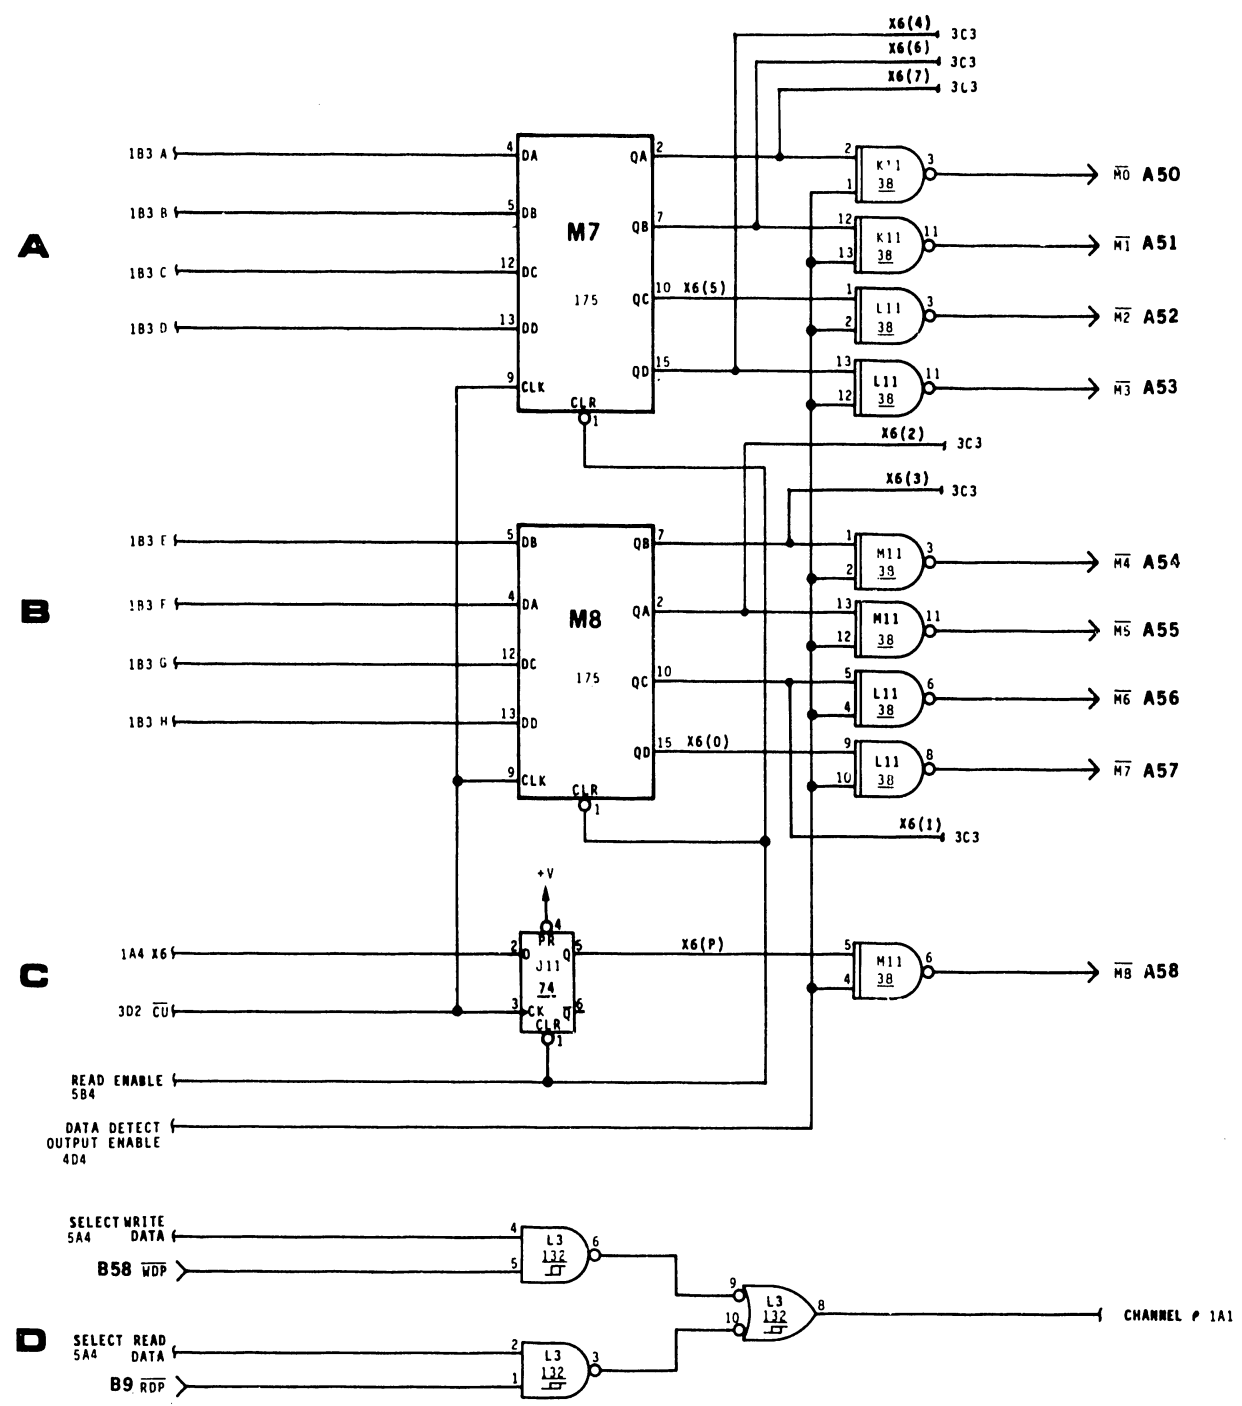 X6(4) 3C3
X6(6) 3C3
X6(7) 3C3
A
1B3 A 4 DA QA 2 2 3 M0 A50
1 38
1B3 B 5 DB M7 QB 7 12 K11 11 M1 A51
13 38
1B3 C 12 DC 175 QC 10 X6(5) 1 L11 3 M2 A52
2 38
1B3 D 13 DD QD 15 13 L11 11 M3 A53
12 38
9 CLK
CLR
1
X6(2) 3C3
X6(3) 3C3
B
1B3 E 5 DB QB 7 1 M11 3 M4 A54
2 38
1B3 F 4 DA M8 QA 2 13 M11 11 M5 A55
12 38
1B3 G 12 DC 175 QC 10 5 L11 6 M6 A56
4 38
1B3 H 13 DD QD 15 X6(0) 9 L11 8 M7 A57
10 38
9 CLK
CLR
1
X6(1) 3C3
+V
4
PR
C
1A4 X6 2 D Q 5 X6(P) 5 M11 6 M8 A58
J11 4 38
74
3D2 CU 3 CK Q 6
CLR
1
READ ENABLE
5B4
DATA DETECT
OUTPUT ENABLE
4D4
D
SELECT WRITE
5A4 DATA 4 L3 6
132
B58 WDP 5
9 L3 8 CHANNEL P 1A1
10 132
SELECT READ
5A4 DATA 2 L3 3
132
B9 RDP 1